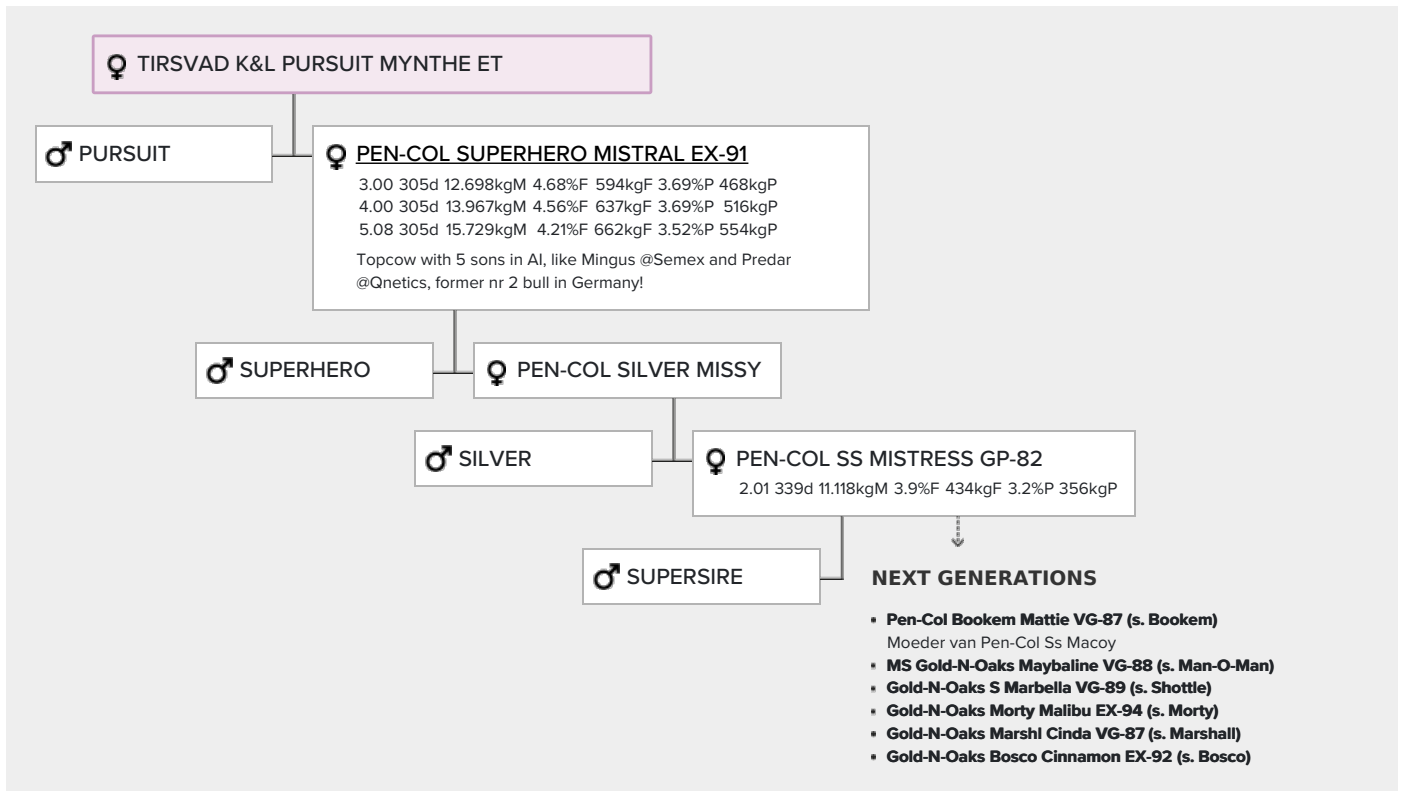 TIRSVAD K&L PURSUIT MYNTHE ET
PURSUIT
PEN-COL SUPERHERO MISTRAL EX-91
3.00 305d 12.698kgM 4.68%F 594kgF 3.69%P 468kgP
4.00 305d 13.967kgM 4.56%F 637kgF 3.69%P 516kgP
5.08 305d 15.729kgM 4.21%F 662kgF 3.52%P 554kgP
Topcow with 5 sons in AI, like Mingus @Semex and Predar
@Qnetics, former nr 2 bull in Germany!
SUPERHERO
PEN-COL SILVER MISSY
SILVER
PEN-COL SS MISTRESS GP-82
2.01 339d 11.118kgM 3.9%F 434kgF 3.2%P 356kgP
SUPERSIRE
NEXT GENERATIONS
Pen-Col Bookem Mattie VG-87 (s. Bookem)
Moeder van Pen-Col Ss Macoy
MS Gold-N-Oaks Maybaline VG-88 (s. Man-O-Man)
Gold-N-Oaks S Marbella VG-89 (s. Shottle)
Gold-N-Oaks Morty Malibu EX-94 (s. Morty)
Gold-N-Oaks Marshl Cinda VG-87 (s. Marshall)
Gold-N-Oaks Bosco Cinnamon EX-92 (s. Bosco)